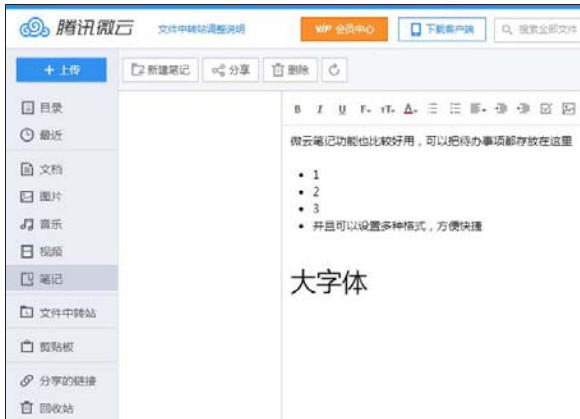 腾讯微云 文件中转站调整说明 VIP 会员中心 下载客户端 搜索全部文件
+ 上传 新建笔记 分享 删除
目录
最近
文档
图片
音乐
视频
笔记
文件中转站
剪贴板
分享的链接
回收站
B I U F- тT- A-
微云笔记功能也比较好用，可以把待办事项都存放在这里
• 1
• 2
• 3
• 并且可以设置多种格式，方便快捷
大字体